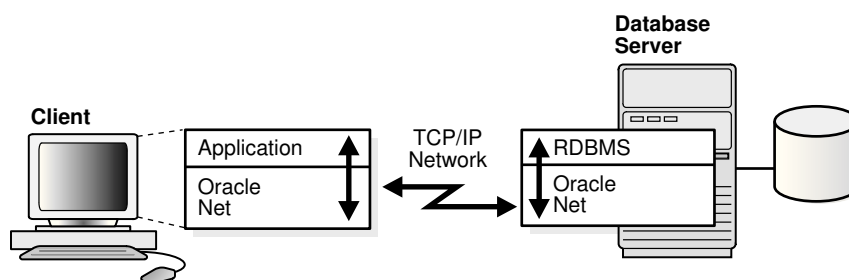 Database
Server
Client
Application
Oracle
Net
TCP/IP
Network
RDBMS
Oracle
Net